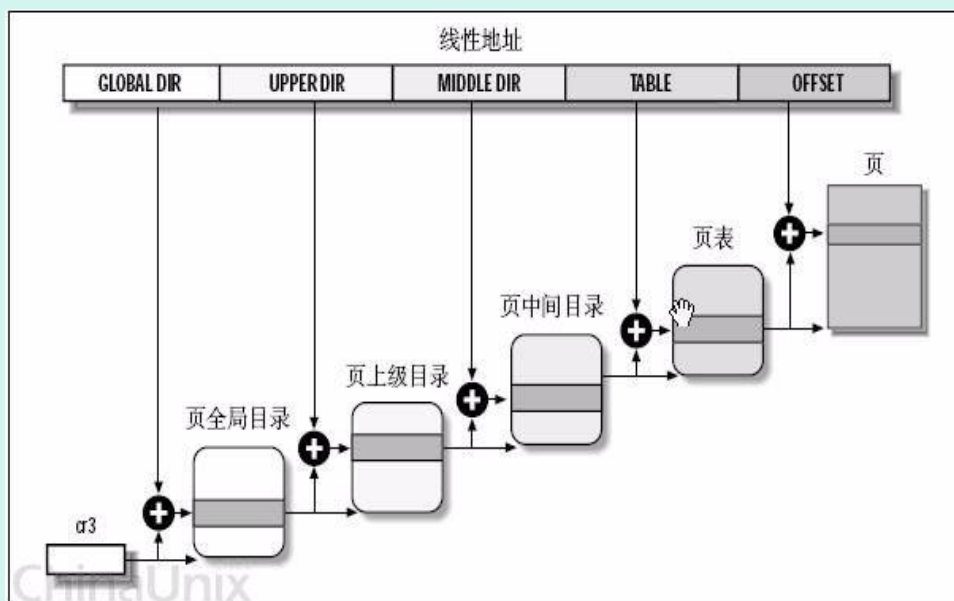 线性地址
GLOBAL DIR
UPPER DIR
MIDDLE DIR
TABLE
OFFSET
页
页表
页中间目录
页上级目录
页全局目录
cr3
ChinaUnix